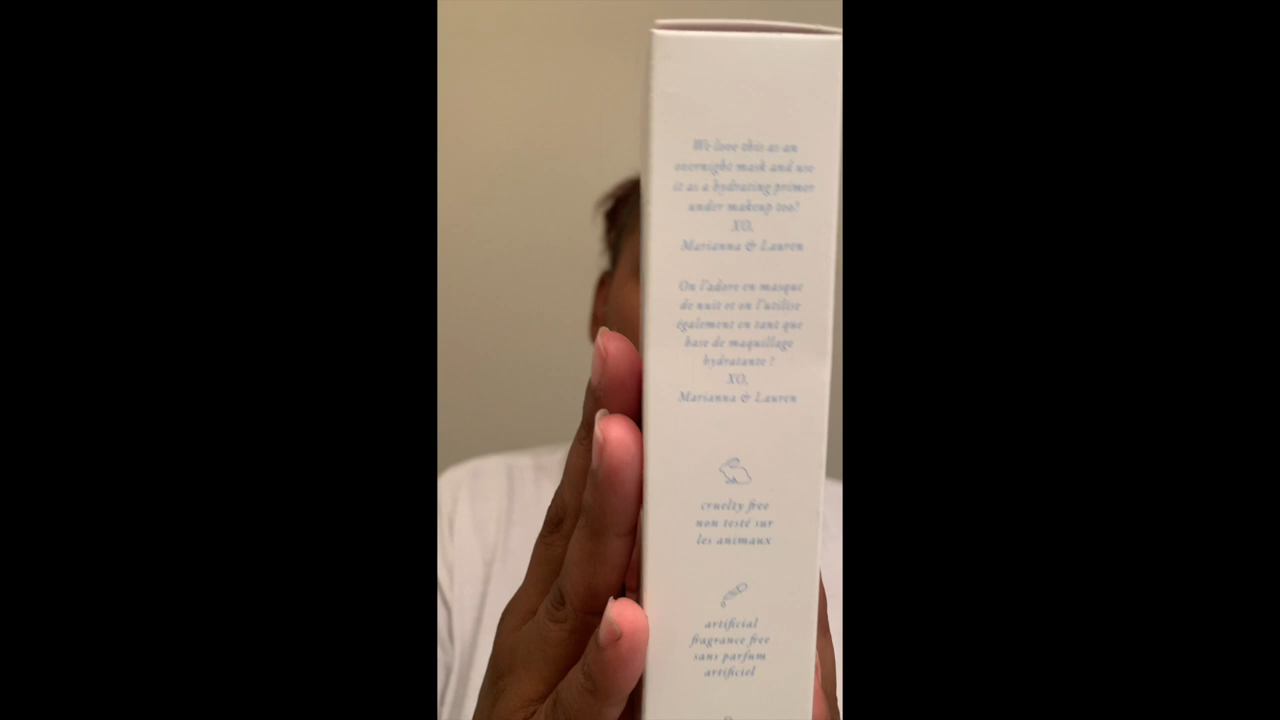 We love this as an
overnight mask and use
it as a hydrating primer
under makeup too!
XO,
Marianna & Lauren
On l'adore en masque
de nuit et on l'utilise
également en tant que
base de maquillage
hydratante !
XO,
Marianna & Lauren
cruelty free
non testé sur
les animaux
artificial
fragrance free
sans parfum
artificiel